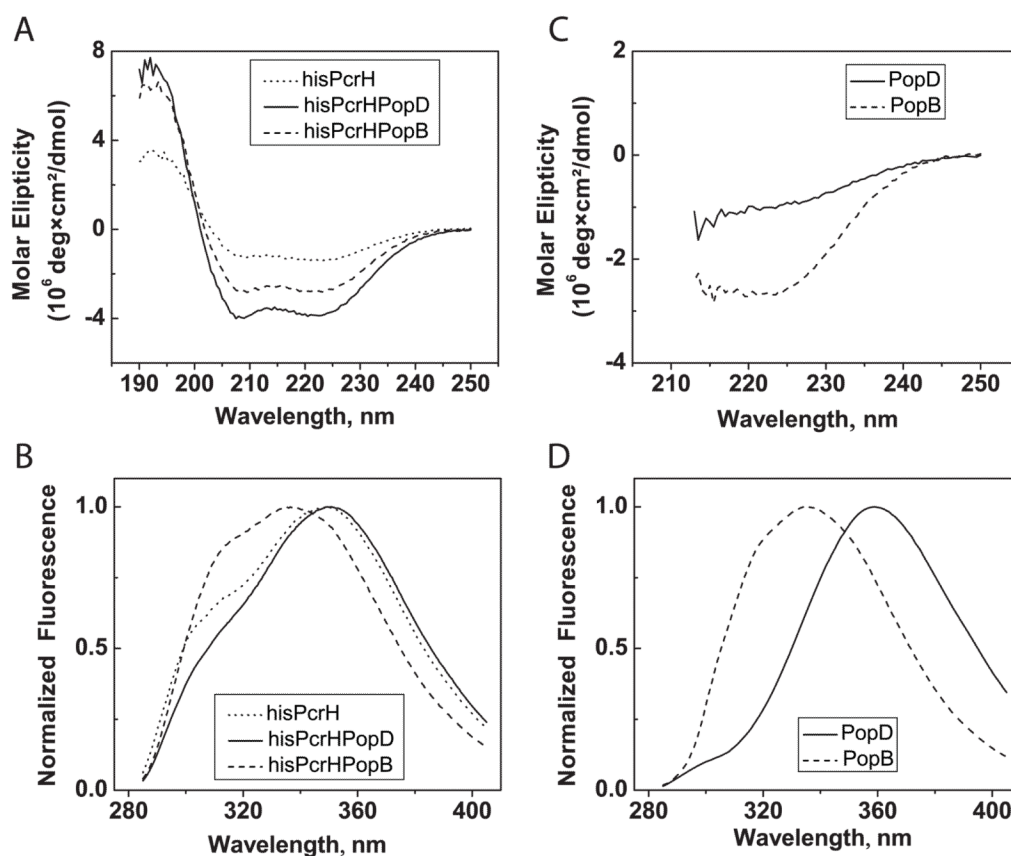 A
Molar Elipticity
(10⁶ deg×cm²/dmol)
8
4
0
-4
hisPcrH
hisPcrHPopD
hisPcrHPopB
190 200 210 220 230 240 250
Wavelength, nm
C
Molar Elipticity
(10⁶ deg×cm²/dmol)
2
0
-2
-4
PopD
PopB
210 220 230 240 250
Wavelength, nm
B
Normalized Fluorescence
1.0
0.5
0.0
hisPcrH
hisPcrHPopD
hisPcrHPopB
280 320 360 400
Wavelength, nm
D
Normalized Fluorescence
1.0
0.5
0.0
PopD
PopB
280 320 360 400
Wavelength, nm